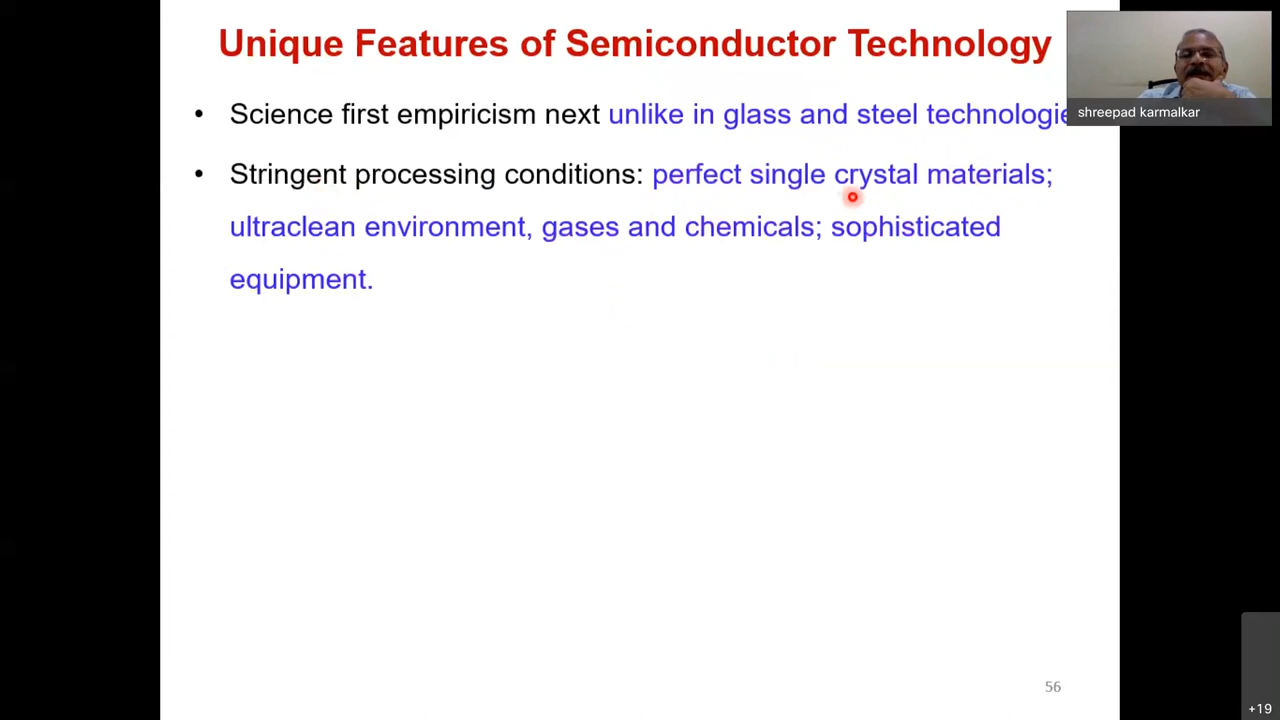 Unique Features of Semiconductor Technology
• Science first empiricism next unlike in glass and steel technologie
• Stringent processing conditions: perfect single crystal materials;
ultraclean environment, gases and chemicals; sophisticated
equipment.
shreepad karmalkar
56
+19